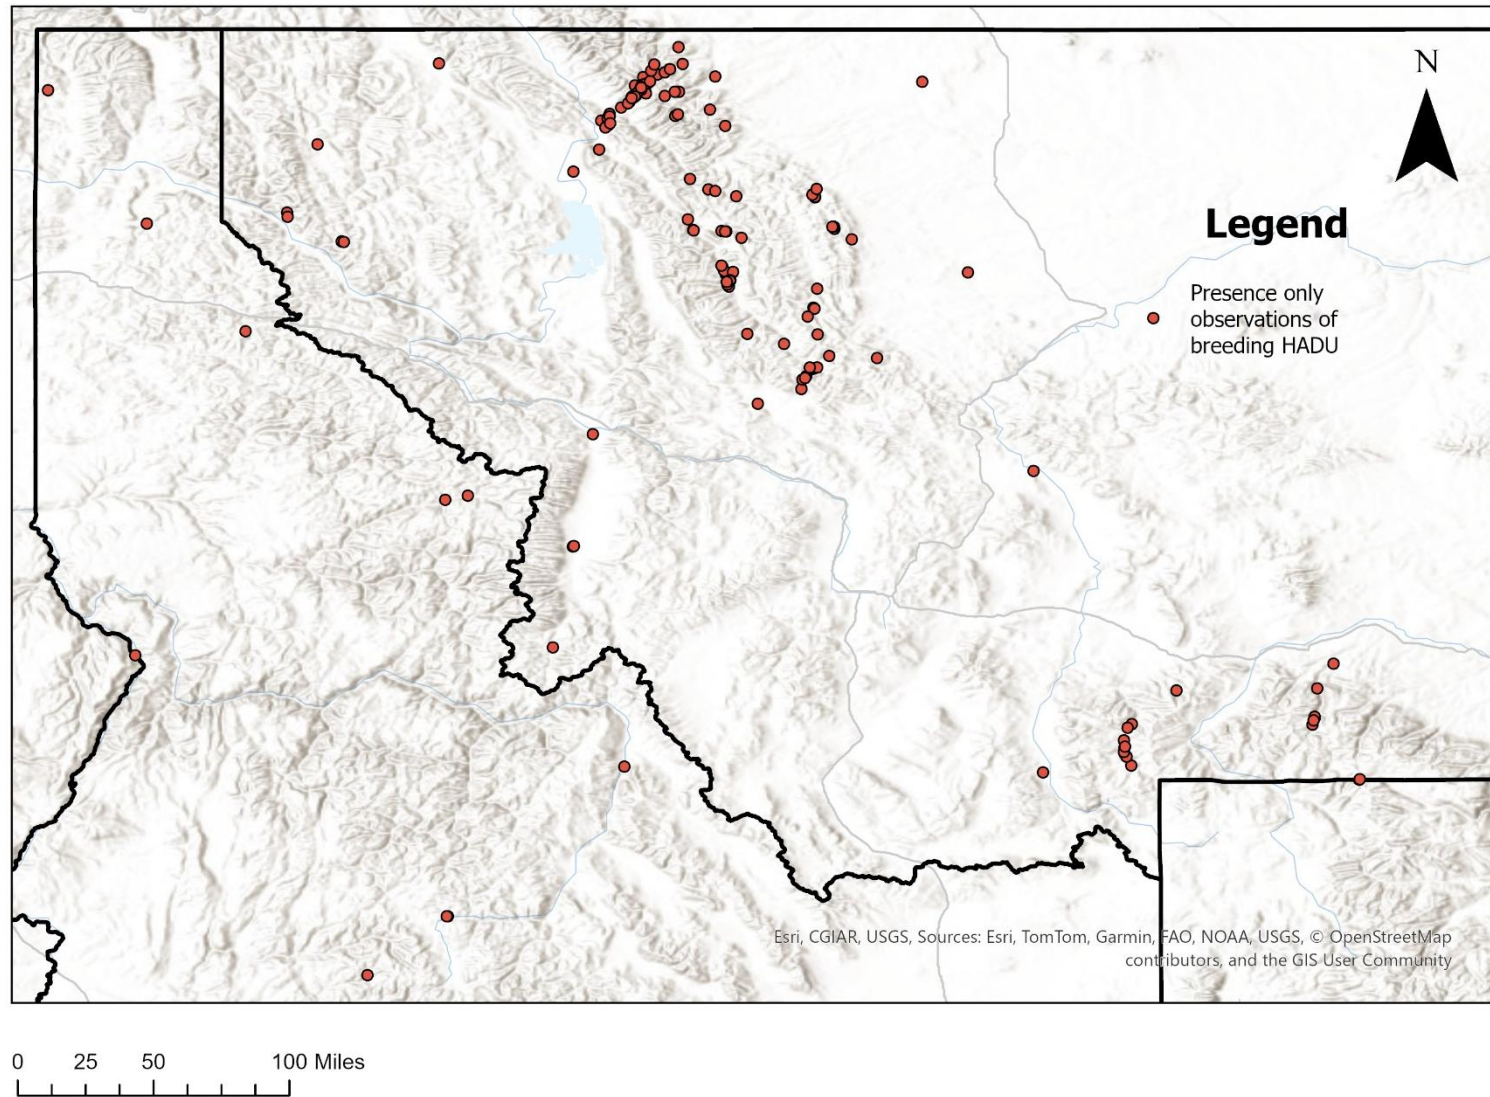 N
Legend
Presence only
observations of
breeding HADU
Esri, CGIAR, USGS, Sources: Esri, TomTom, Garmin, FAO, NOAA, USGS, © OpenStreetMap
contributors, and the GIS User Community
0 25 50 100 Miles